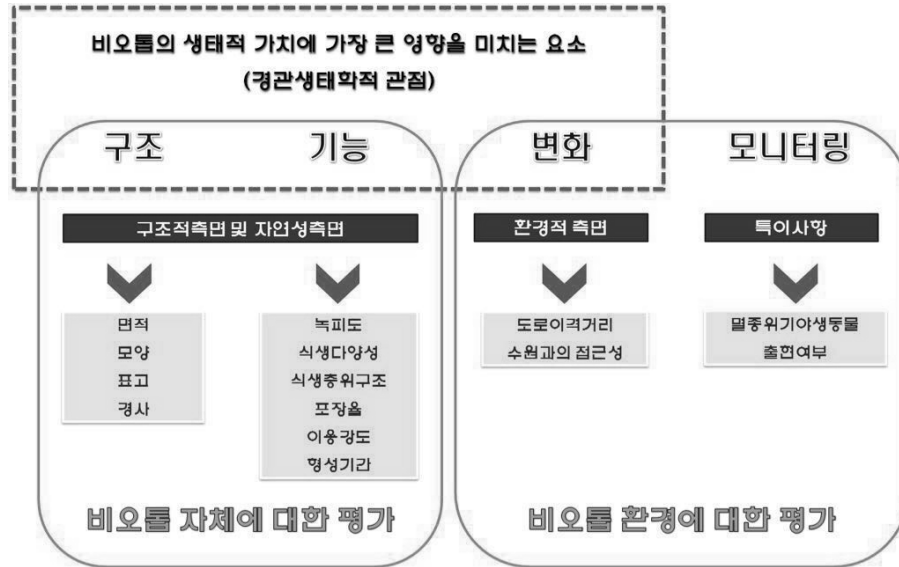 비오톱의 생태적 가치에 가장 큰 영향을 미치는 요소
(경관생태학적 관점)
구조 기능 변화 모니터링
구조적측면 및 자연성측면 환경적 측면 특이사항
면적
모양
표고
경사
녹피도
식생다양성
식생층위구조
포장율
이용강도
형성기간
도로이격거리
수원과의 접근성
멸종위기야생동물
출현여부
비오톱 자체에 대한 평가 비오톱 환경에 대한 평가